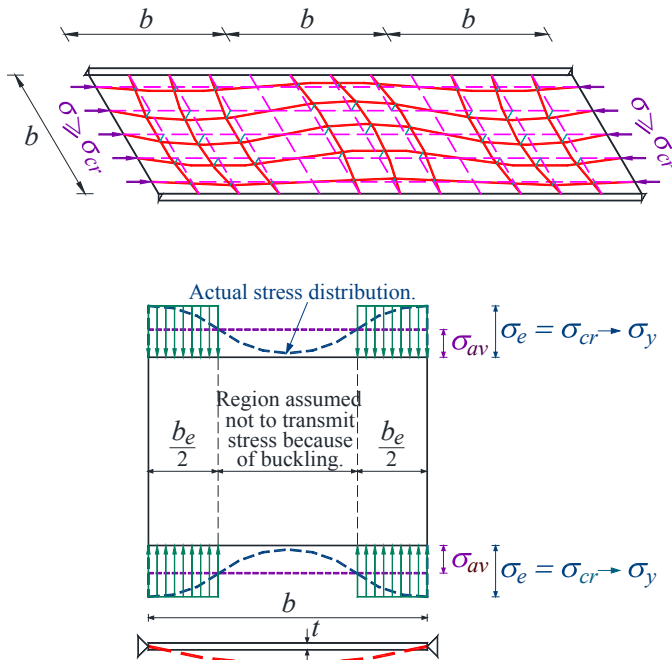 b b b
b
σ ⩾ σcr
σ ⩾ σcr
Actual stress distribution.
σav
σe = σcr → σy
Region assumed
not to transmit
stress because
of buckling.
be/2
be/2
σav
σe = σcr → σy
b
t